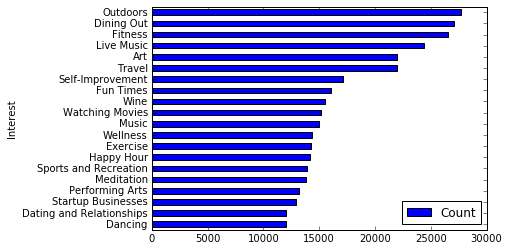 Outdoors
Dining Out
Fitness
Live Music
Art
Travel
Self-Improvement
Fun Times
Wine
Watching Movies
Music
Wellness
Exercise
Happy Hour
Sports and Recreation
Meditation
Performing Arts
Startup Businesses
Dating and Relationships
Dancing
Interest
Count
0 5000 10000 15000 20000 25000 30000